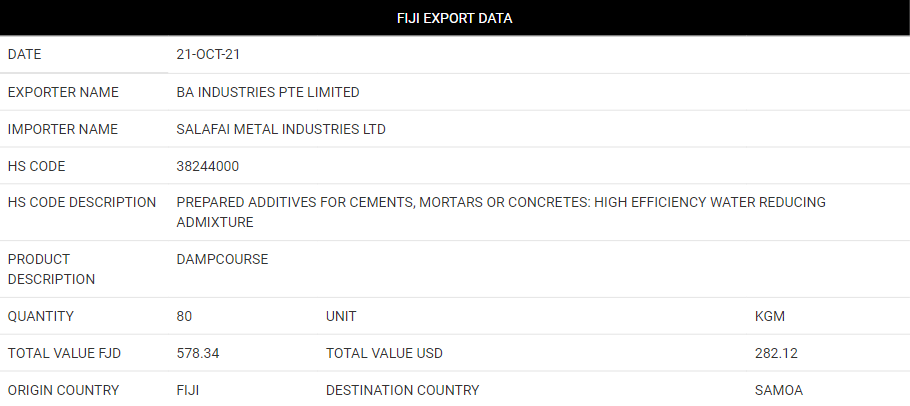 FIJI EXPORT DATA
DATE 21-OCT-21
EXPORTER NAME BA INDUSTRIES PTE LIMITED
IMPORTER NAME SALAFAI METAL INDUSTRIES LTD
HS CODE 38244000
HS CODE DESCRIPTION PREPARED ADDITIVES FOR CEMENTS, MORTARS OR CONCRETES: HIGH EFFICIENCY WATER REDUCING
ADMIXTURE
PRODUCT DAMPCOURSE
DESCRIPTION
QUANTITY 80 UNIT KGM
TOTAL VALUE FJD 578.34 TOTAL VALUE USD 282.12
ORIGIN COUNTRY FIJI DESTINATION COUNTRY SAMOA